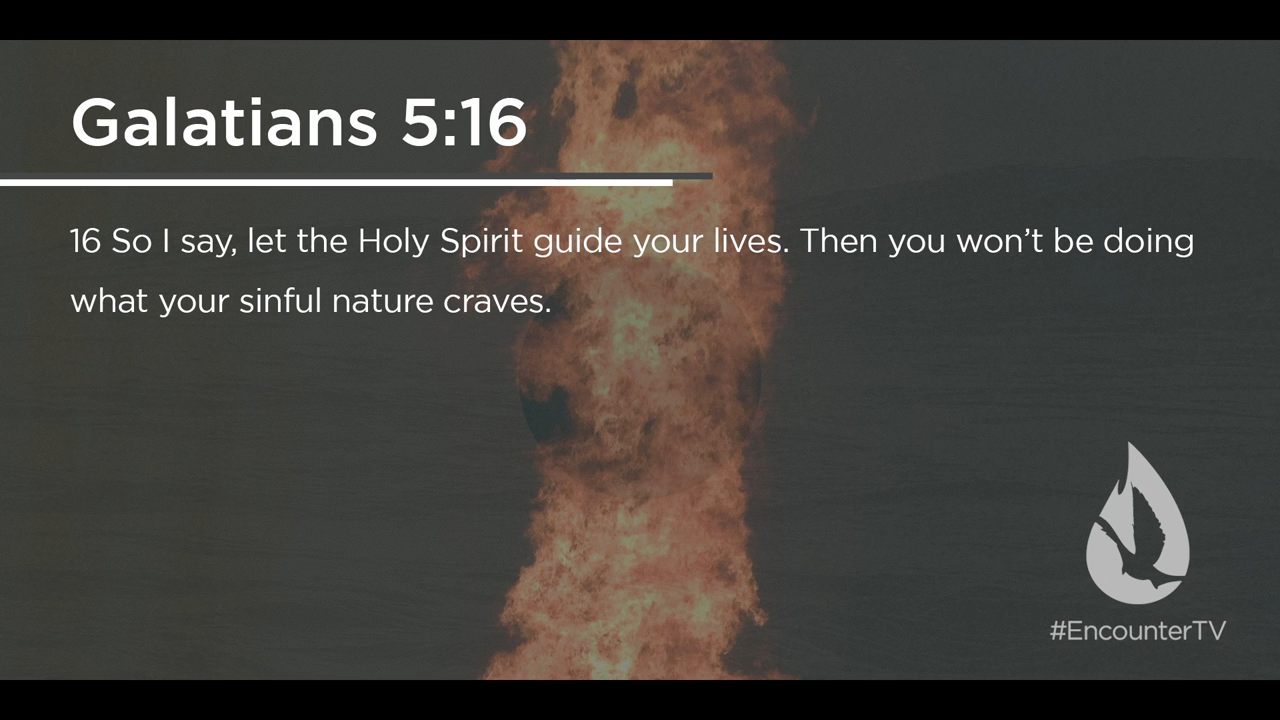 Galatians 5:16
16 So I say, let the Holy Spirit guide your lives. Then you won’t be doing
what your sinful nature craves.
#EncounterTV